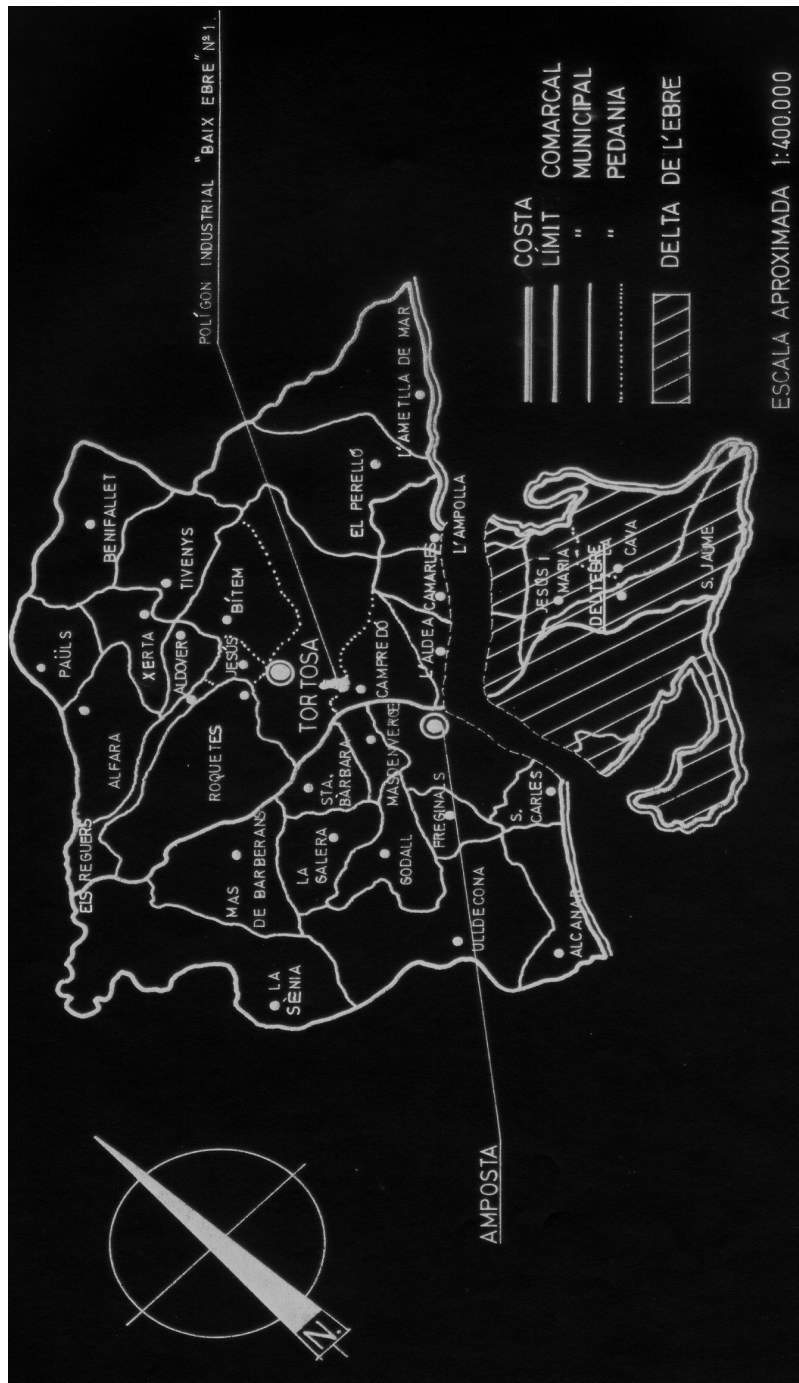 POLÍGON INDUSTRIAL "BAIX EBRE" Nº 1.
BENIFALLET
PAÜLS
TIVENYS
XERTA
BÍTEM
ALDOVER
JESÚS
ALFARA
ELS REGUERS
ROQUETES
TORTOSA
EL PERELLÓ
L'AMETLLA DE MAR
L'AMPOLLA
CAMARLES
L'ALDEA
CAMPREDÓ
MASDENVERGE
STA.
BÀRBARA
MAS
DE BARBERANS
LA
GALERA
GODALL
FREGINALS
LA
SÈNIA
ULLDECONA
ALCANAR
S.
CARLES
AMPOSTA
JESÚS I
MARIA
DELTEBRE
LA
CAVA
S. JAUME
COSTA
LÍMIT COMARCAL
" MUNICIPAL
" PEDANIA
DELTA DE L'EBRE
ESCALA APROXIMADA 1:400.000
N.